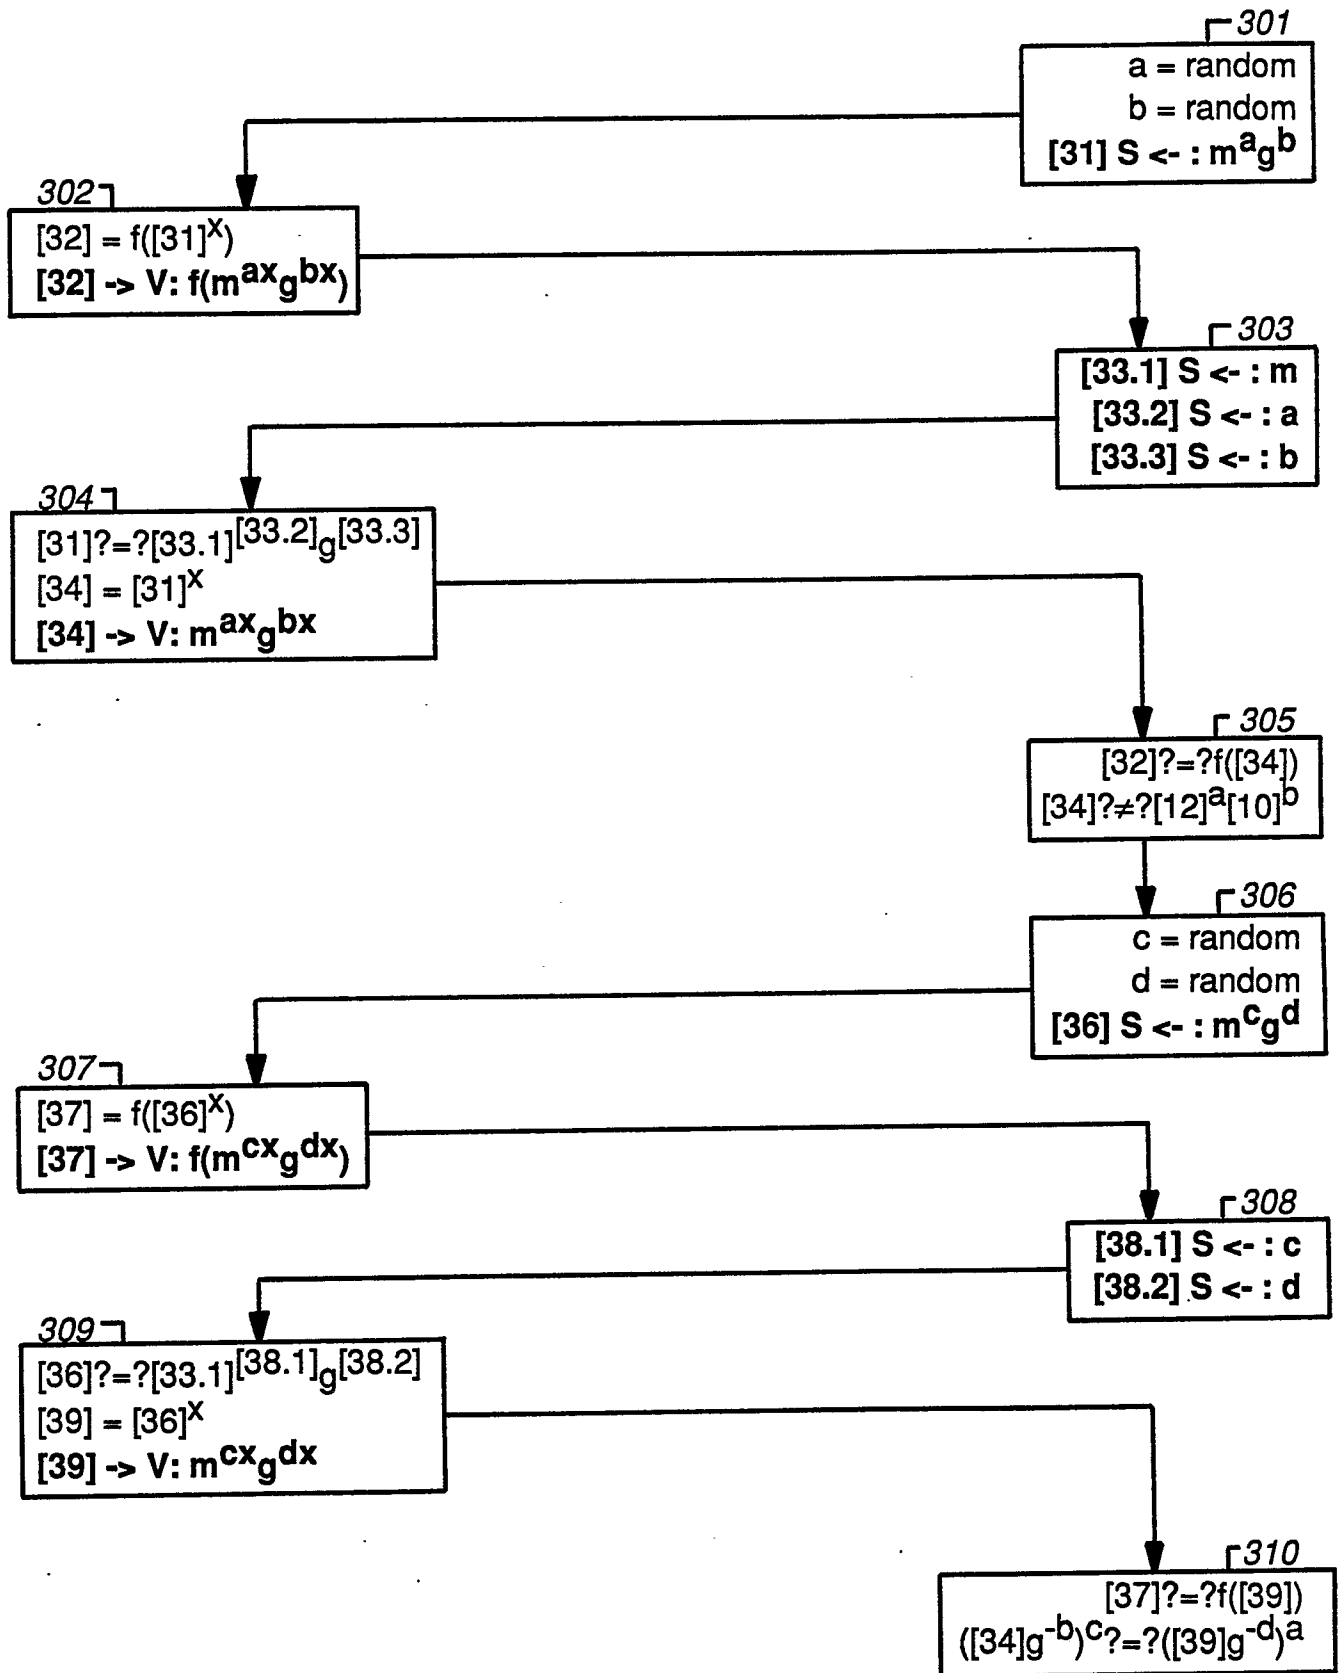 301
a = random
b = random
[31] S <- : m^a g^b
302
[32] = f([31]^x)
[32] -> V: f(m^ax g^bx)
303
[33.1] S <- : m
[33.2] S <- : a
[33.3] S <- : b
304
[31]?=?[33.1]^[33.2] g^[33.3]
[34] = [31]^x
[34] -> V: m^ax g^bx
305
[32]?=?f([34])
[34]?≠?[12]^a[10]^b
306
c = random
d = random
[36] S <- : m^c g^d
307
[37] = f([36]^x)
[37] -> V: f(m^cx g^dx)
308
[38.1] S <- : c
[38.2] S <- : d
309
[36]?=?[33.1]^[38.1] g^[38.2]
[39] = [36]^x
[39] -> V: m^cx g^dx
310
[37]?=?f([39])
([34]g^-b)^c?=?([39]g^-d)^a